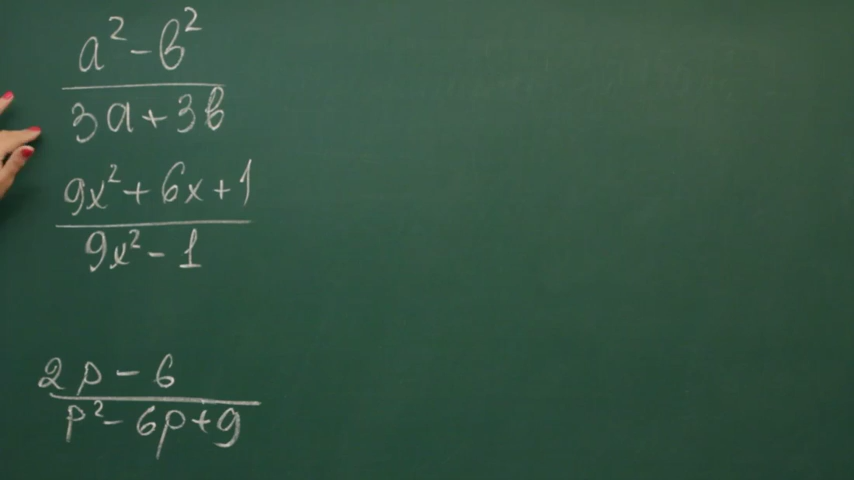 a² - b²
3a + 3b
9x² + 6x + 1
9x² - 1
2p - 6
p² - 6p + 9